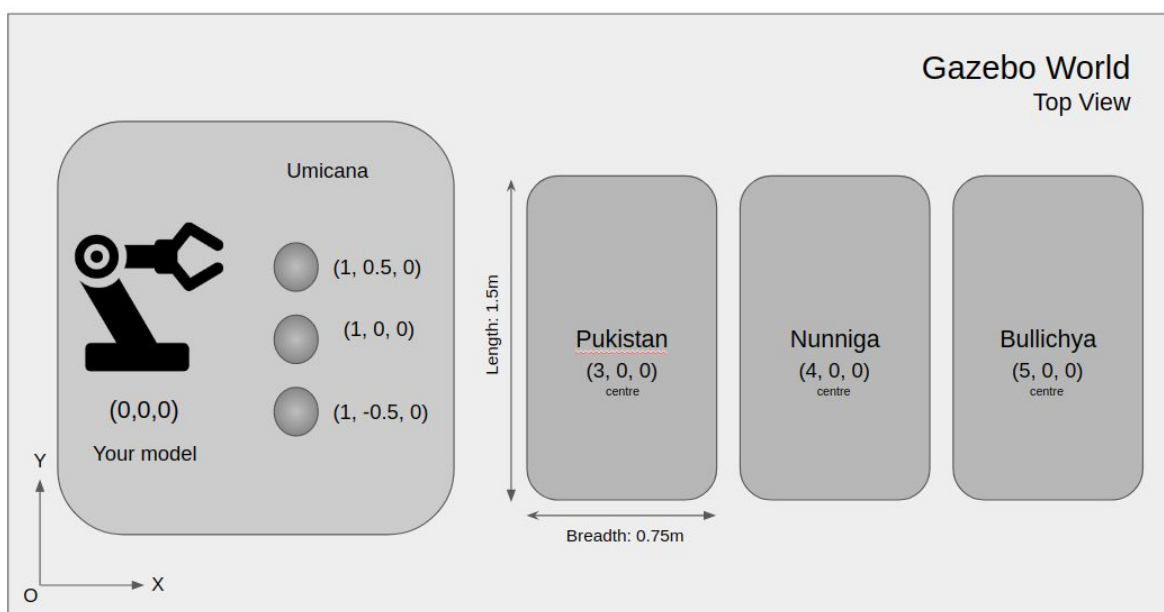 Gazebo World
Top View
Umicana
(1, 0.5, 0)
(1, 0, 0)
(1, -0.5, 0)
(0,0,0)
Your model
Length: 1.5m
Pukistan
(3, 0, 0)
centre
Nunniga
(4, 0, 0)
centre
Bullichya
(5, 0, 0)
centre
Breadth: 0.75m
Y
O
X